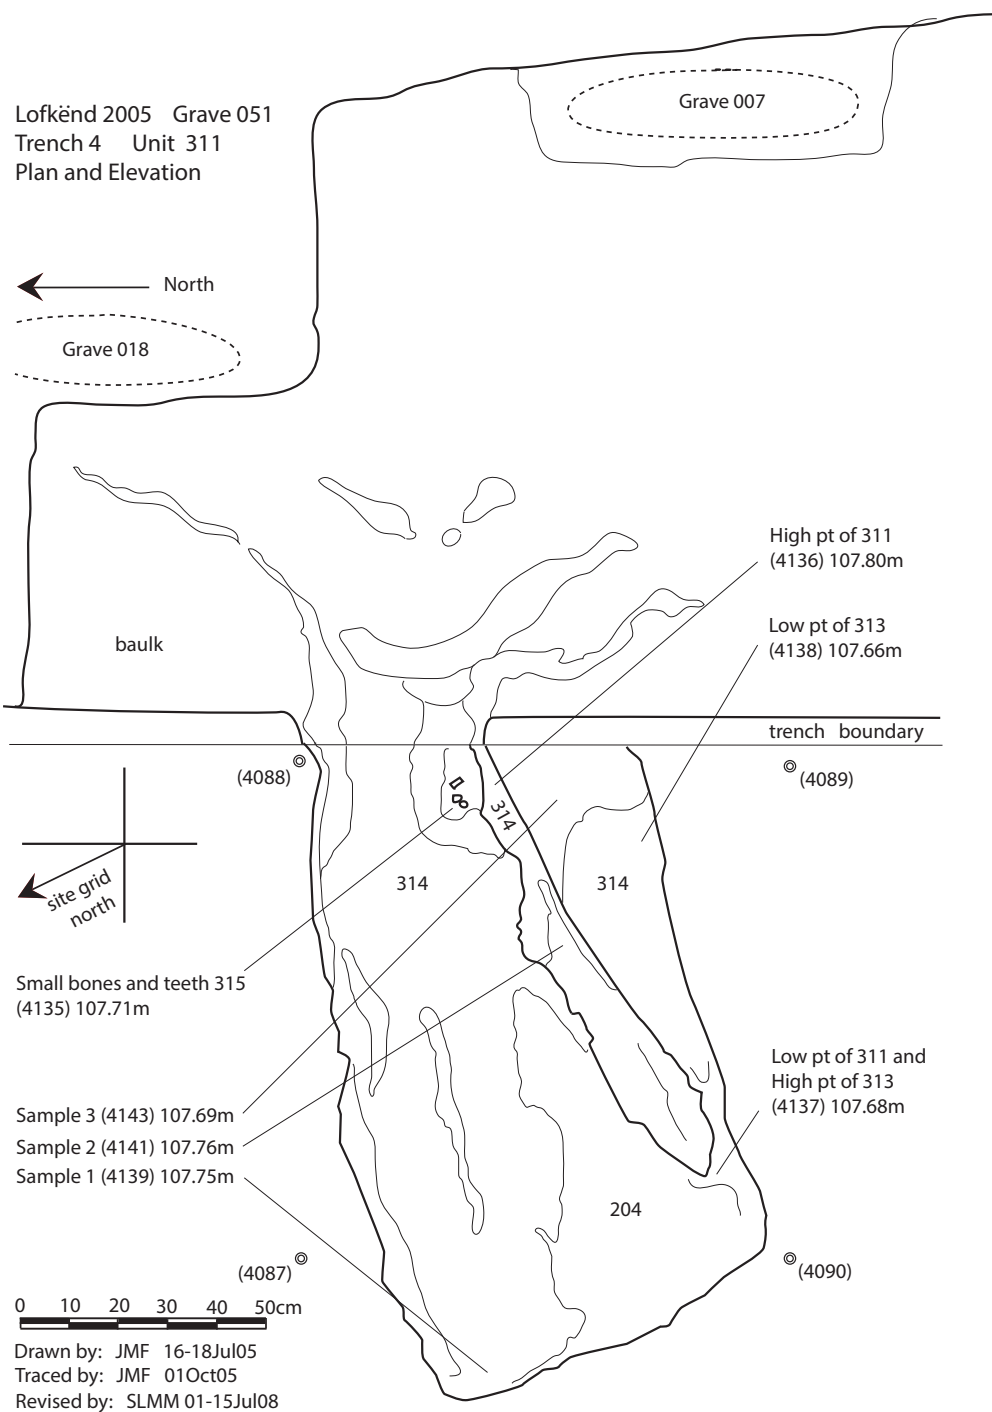 Lofkënd 2005 Grave 051
Trench 4 Unit 311
Plan and Elevation
Grave 007
North
Grave 018
High pt of 311
(4136) 107.80m
Low pt of 313
(4138) 107.66m
baulk
trench boundary
(4088)
(4089)
314
314
314
site grid
north
Small bones and teeth 315
(4135) 107.71m
Low pt of 311 and
High pt of 313
(4137) 107.68m
Sample 3 (4143) 107.69m
Sample 2 (4141) 107.76m
Sample 1 (4139) 107.75m
204
(4087)
(4090)
0 10 20 30 40 50cm
Drawn by: JMF 16-18Jul05
Traced by: JMF 01Oct05
Revised by: SLMM 01-15Jul08